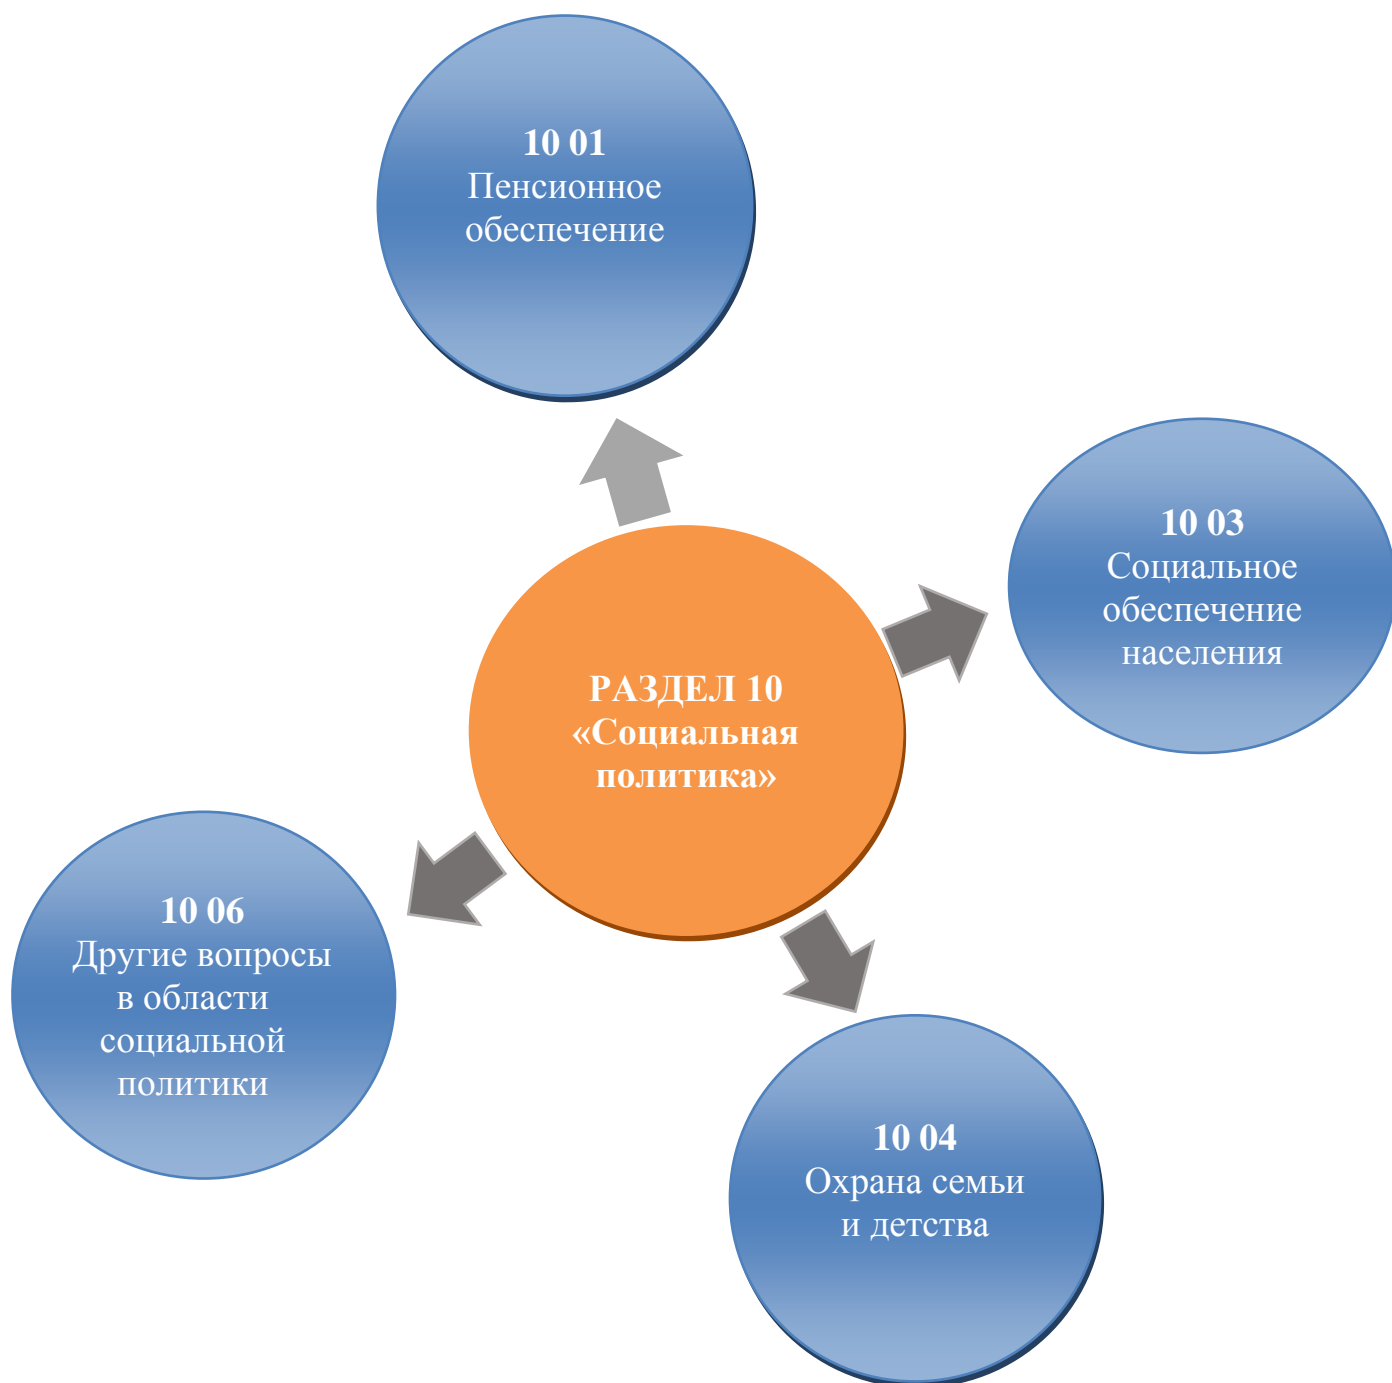 10 01
Пенсионное
обеспечение
10 03
Социальное
обеспечение
населения
РАЗДЕЛ 10
«Социальная
политика»
10 06
Другие вопросы
в области
социальной
политики
10 04
Охрана семьи
и детства